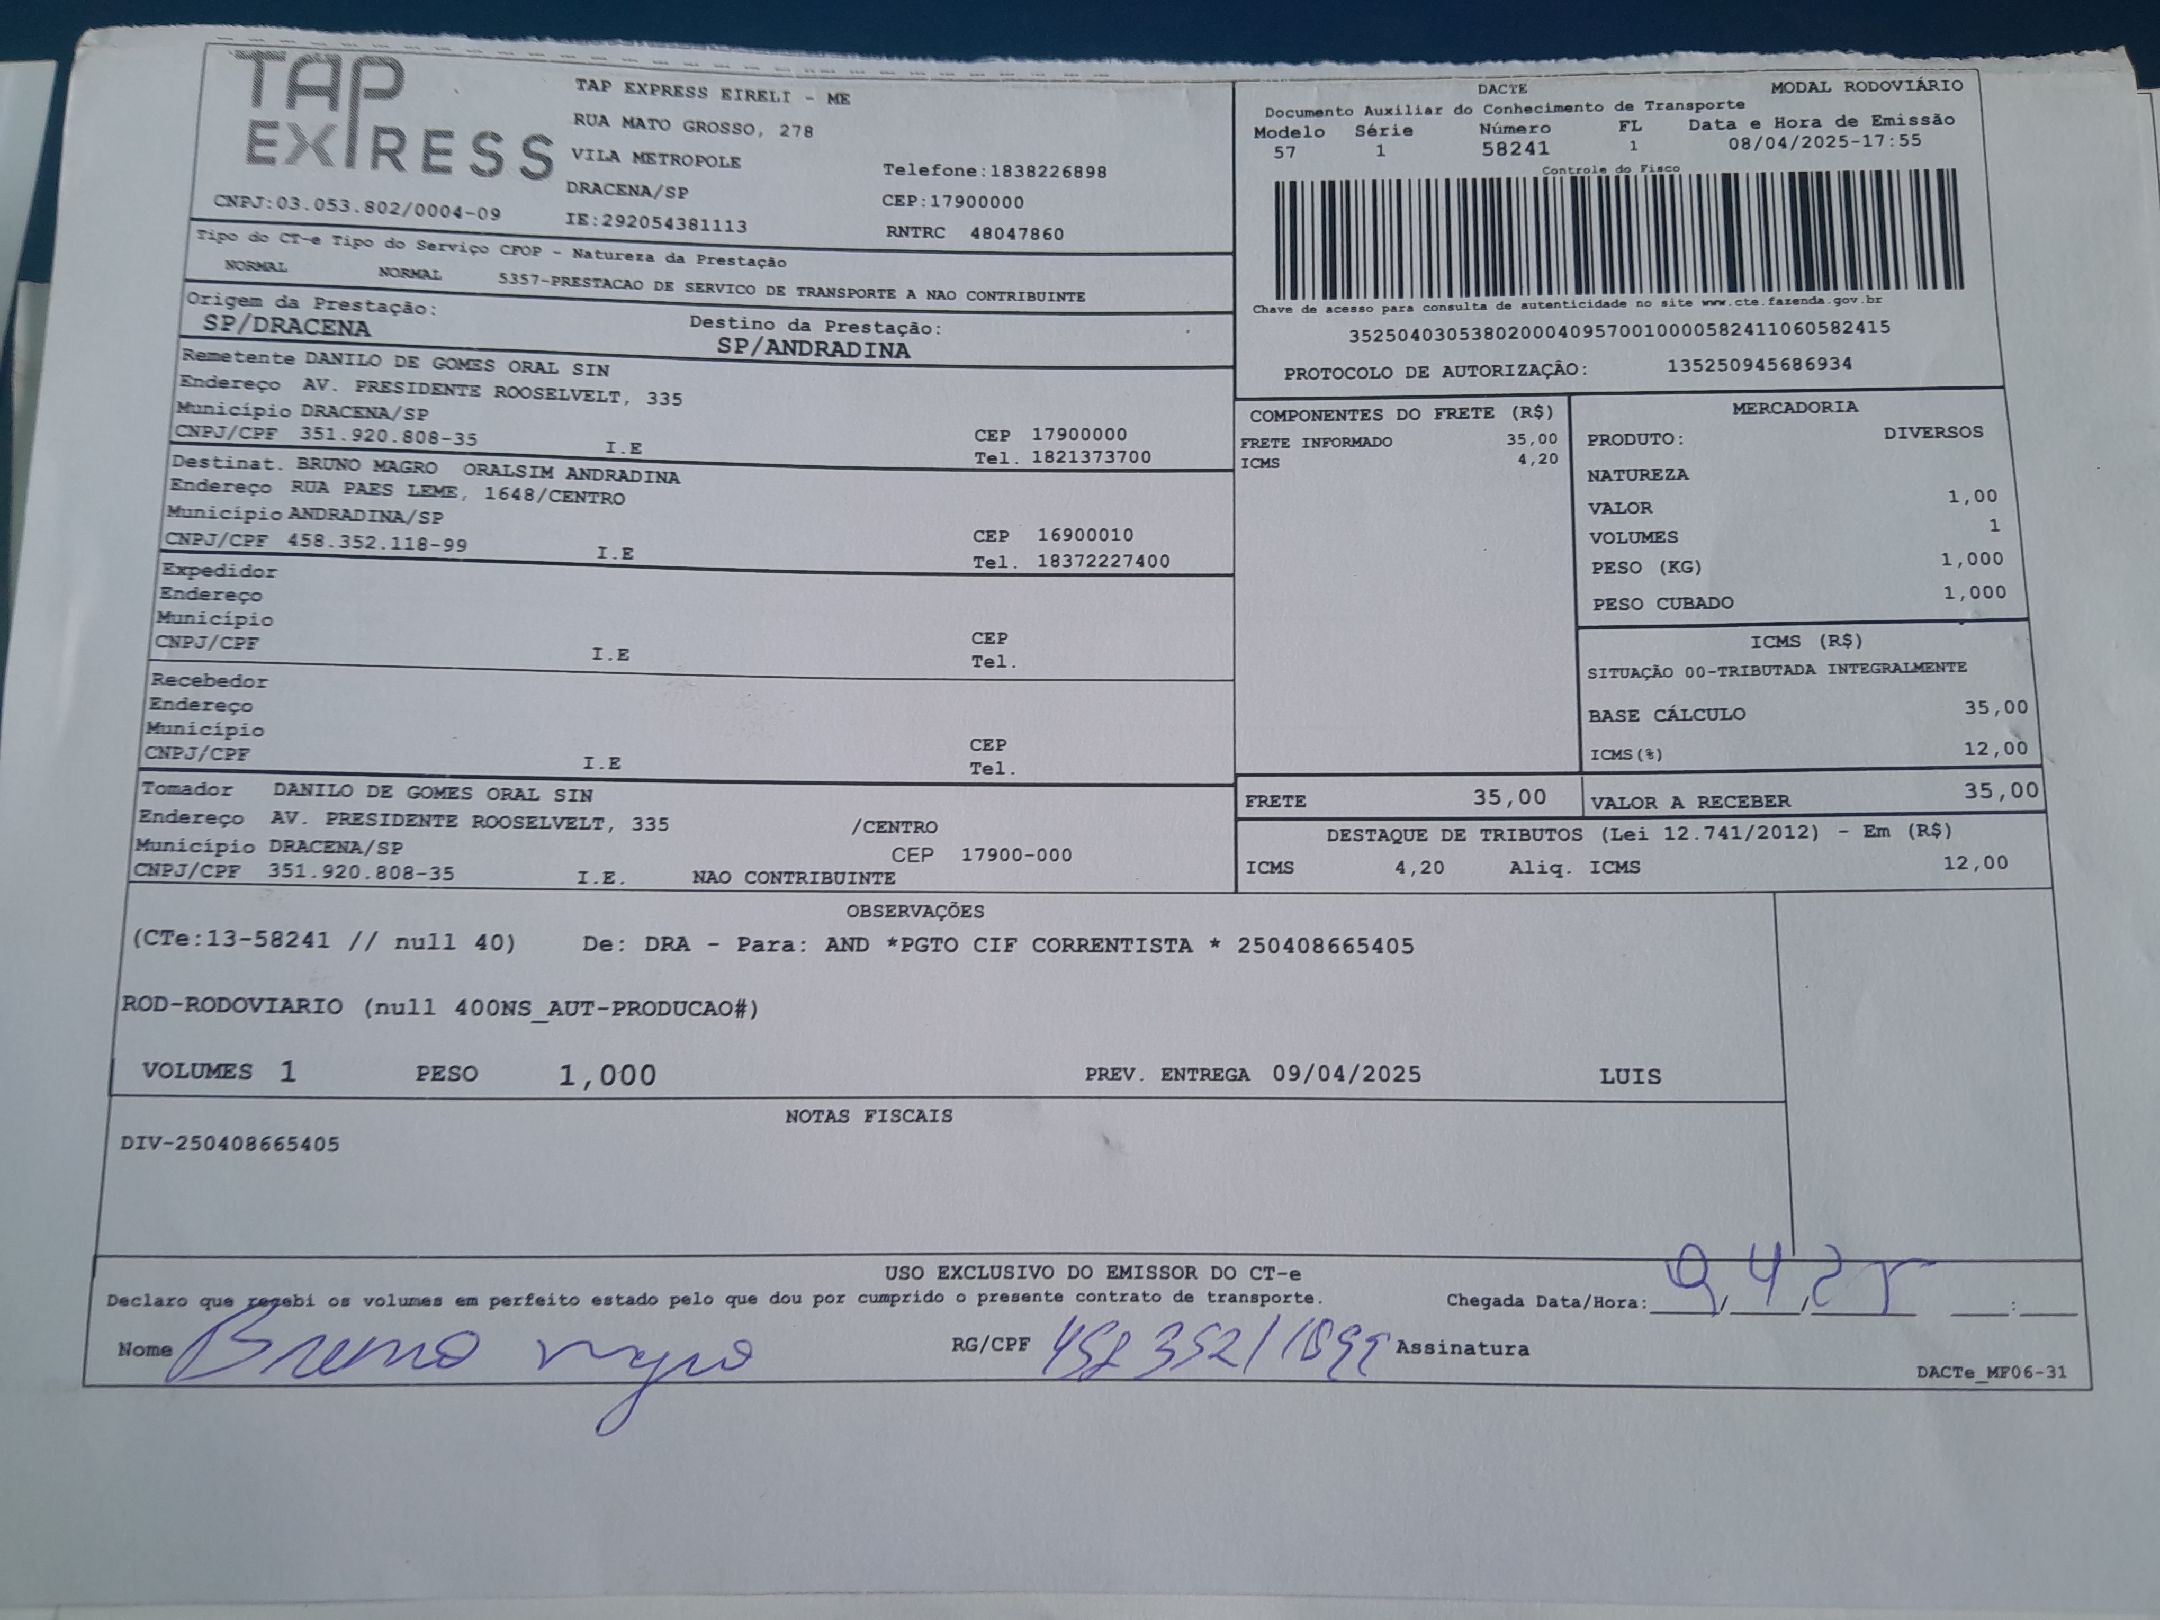 TAP EXPRESS
TAP EXPRESS EIRELI - ME
RUA MATO GROSSO, 278
VILA METROPOLE
Telefone:1838226898
DRACENA/SP
CEP:17900000
CNPJ:03.053.802/0004-09
IE:292054381113
RNTRC 48047860
DACTE MODAL RODOVIÁRIO
Documento Auxiliar do Conhecimento de Transporte
Modelo Série Número FL Data e Hora de Emissão
57 1 58241 1 08/04/2025-17:55
Controle do Fisco
Chave de acesso para consulta de autenticidade no site www.cte.fazenda.gov.br
35250403053802000409570010000582411060582415
PROTOCOLO DE AUTORIZAÇÃO: 135250945686934
Tipo do CT-e Tipo do Serviço CFOP - Natureza da Prestação
NORMAL NORMAL 5357-PRESTACAO DE SERVICO DE TRANSPORTE A NAO CONTRIBUINTE
Origem da Prestação: Destino da Prestação:
SP/DRACENA SP/ANDRADINA
Remetente DANILO DE GOMES ORAL SIN
Endereço AV. PRESIDENTE ROOSELVELT, 335
Município DRACENA/SP CEP 17900000
CNPJ/CPF 351.920.808-35 I.E Tel. 1821373700
Destinat. BRUNO MAGRO ORALSIM ANDRADINA
Endereço RUA PAES LEME, 1648/CENTRO
Município ANDRADINA/SP CEP 16900010
CNPJ/CPF 458.352.118-99 I.E Tel. 18372227400
Expedidor
Endereço
Município CEP
CNPJ/CPF I.E Tel.
Recebedor
Endereço
Município CEP
CNPJ/CPF I.E Tel.
Tomador DANILO DE GOMES ORAL SIN
Endereço AV. PRESIDENTE ROOSELVELT, 335 /CENTRO
Município DRACENA/SP CEP 17900-000
CNPJ/CPF 351.920.808-35 I.E. NAO CONTRIBUINTE
COMPONENTES DO FRETE (R$)
FRETE INFORMADO 35,00
ICMS 4,20
MERCADORIA
PRODUTO: DIVERSOS
NATUREZA
VALOR 1,00
VOLUMES 1
PESO (KG) 1,000
PESO CUBADO 1,000
ICMS (R$)
SITUAÇÃO 00-TRIBUTADA INTEGRALMENTE
BASE CÁLCULO 35,00
ICMS(%) 12,00
FRETE 35,00 VALOR A RECEBER 35,00
DESTAQUE DE TRIBUTOS (Lei 12.741/2012) - Em (R$)
ICMS 4,20 Aliq. ICMS 12,00
OBSERVAÇÕES
(CTe:13-58241 // null 40) De: DRA - Para: AND *PGTO CIF CORRENTISTA * 250408665405
ROD-RODOVIARIO (null 400NS_AUT-PRODUCAO#)
VOLUMES 1 PESO 1,000 PREV. ENTREGA 09/04/2025 LUIS
NOTAS FISCAIS
DIV-250408665405
USO EXCLUSIVO DO EMISSOR DO CT-e
Declaro que recebi os volumes em perfeito estado pelo que dou por cumprido o presente contrato de transporte. Chegada Data/Hora: 9/4/25 :
Nome Bruno Magro RG/CPF 45835211899 Assinatura
DACTe_MF06-31